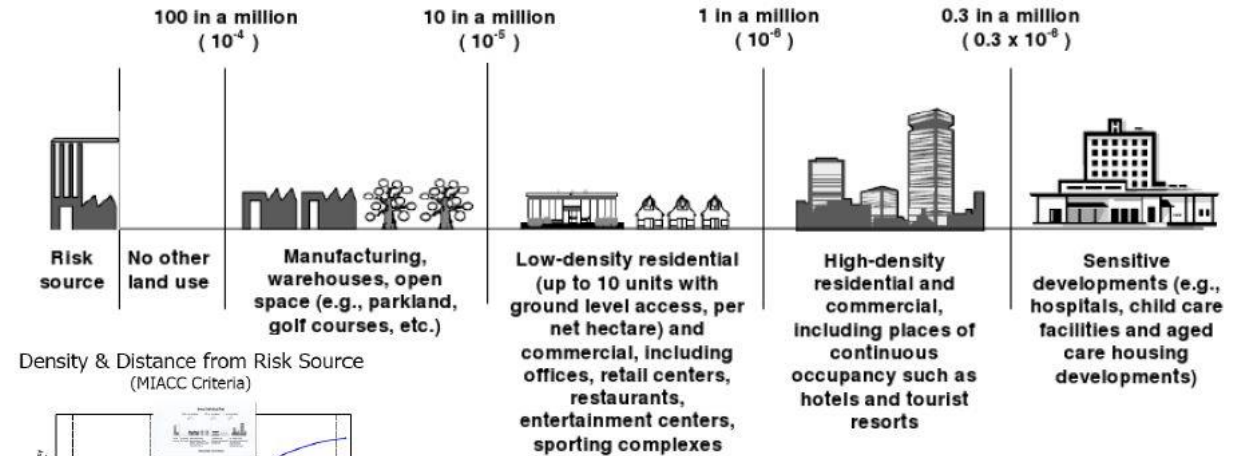 100 in a million
( 10⁻⁴ )
10 in a million
( 10⁻⁵ )
1 in a million
( 10⁻⁶ )
0.3 in a million
( 0.3 x 10⁻⁶ )
H
Risk
source
No other
land use
Manufacturing,
warehouses, open
space (e.g., parkland,
golf courses, etc.)
Low-density residential
(up to 10 units with
ground level access, per
net hectare) and
commercial, including
offices, retail centers,
restaurants,
entertainment centers,
sporting complexes
High-density
residential and
commercial,
including places of
continuous
occupancy such as
hotels and tourist
resorts
Sensitive
developments (e.g.,
hospitals, child care
facilities and aged
care housing
developments)
Density & Distance from Risk Source
(MIACC Criteria)